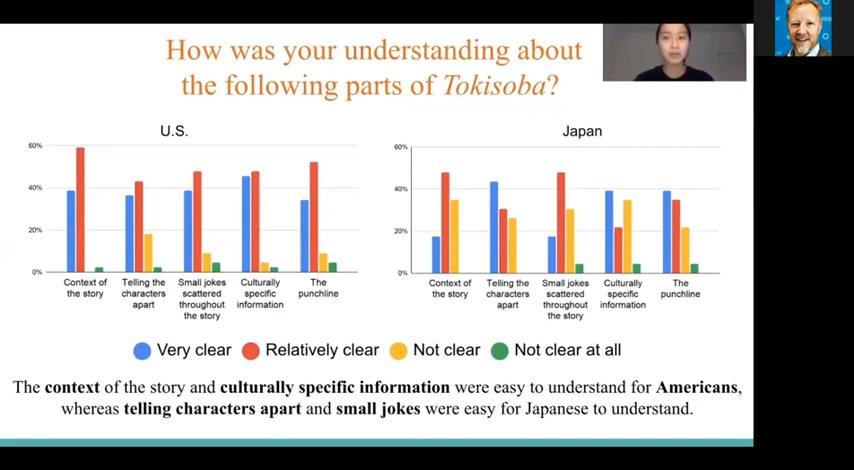 How was your understanding about
the following parts of Tokisoba?
U.S.
60%
40%
20%
0%
Context of
the story
Telling the
characters
apart
Small jokes
scattered
throughout
the story
Culturally
specific
information
The
punchline
Japan
60%
40%
20%
0%
Context of
the story
Telling the
characters
apart
Small jokes
scattered
throughout
the story
Culturally
specific
information
The
punchline
Very clear
Relatively clear
Not clear
Not clear at all
The context of the story and culturally specific information were easy to understand for Americans,
whereas telling characters apart and small jokes were easy for Japanese to understand.